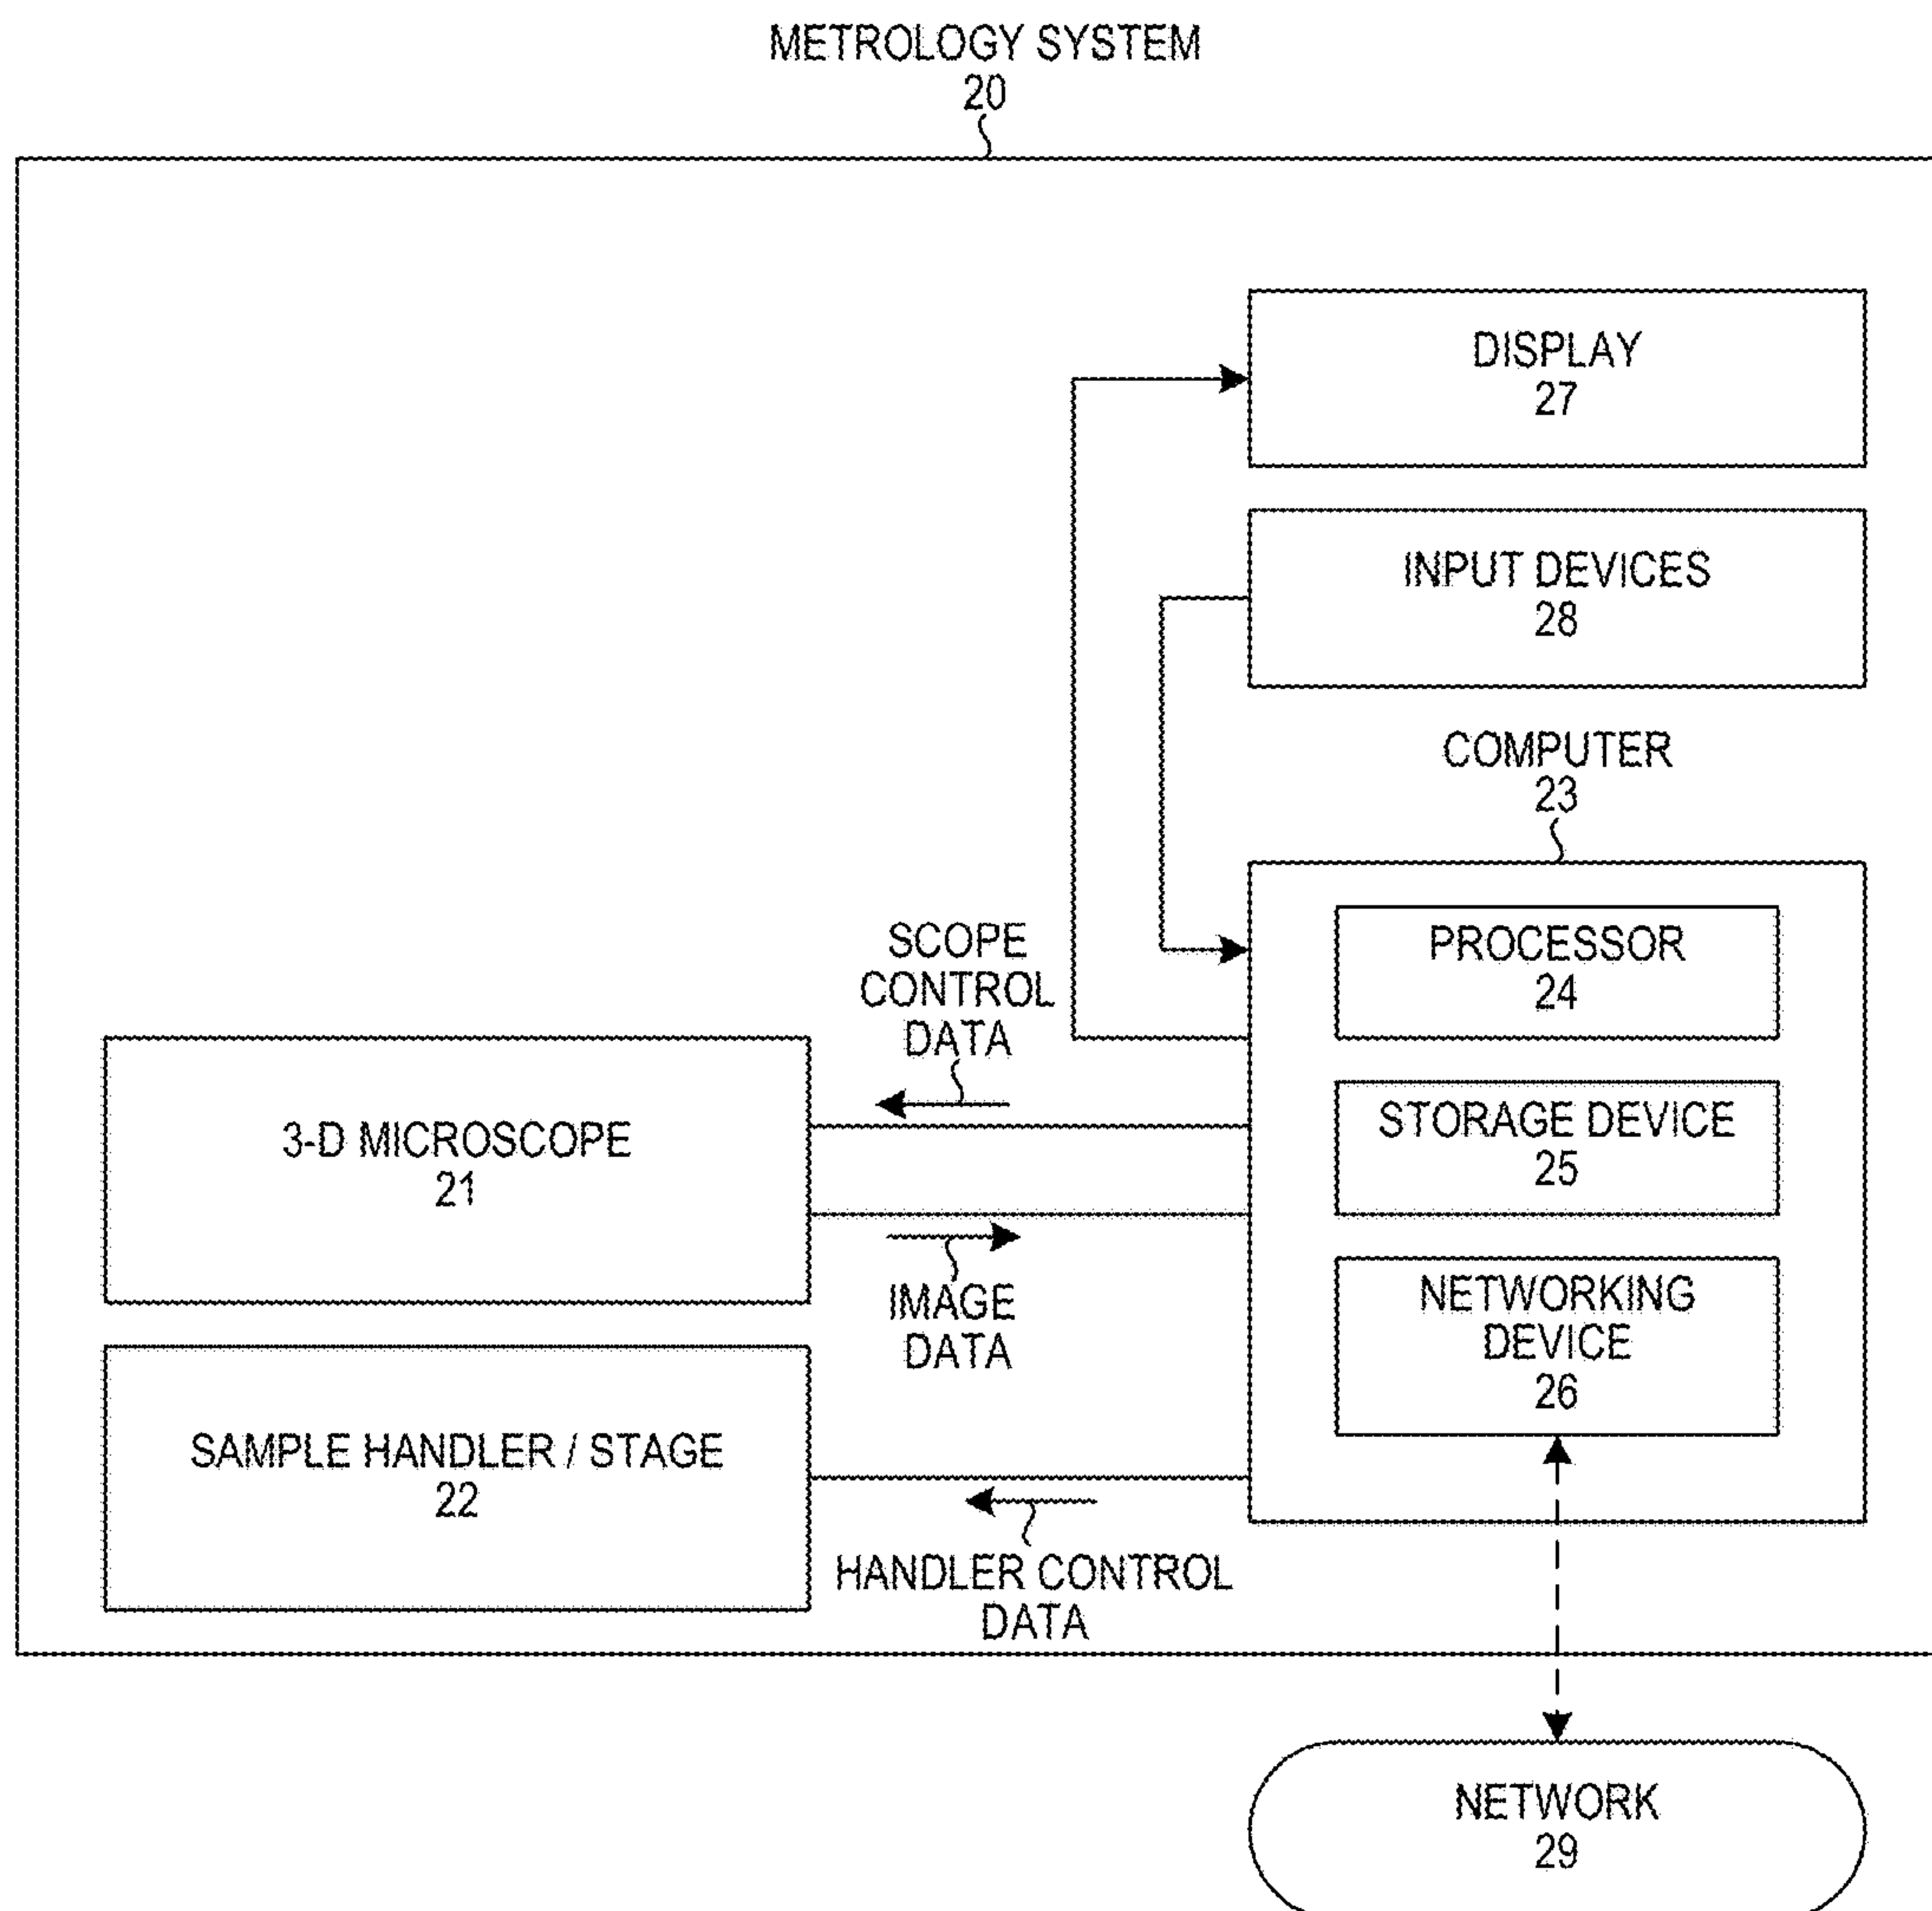 METROLOGY SYSTEM
20
DISPLAY
27
INPUT DEVICES
28
COMPUTER
23
PROCESSOR
24
SCOPE
CONTROL
DATA
STORAGE DEVICE
25
3-D MICROSCOPE
21
IMAGE
DATA
NETWORKING
DEVICE
26
SAMPLE HANDLER / STAGE
22
HANDLER CONTROL
DATA
NETWORK
29